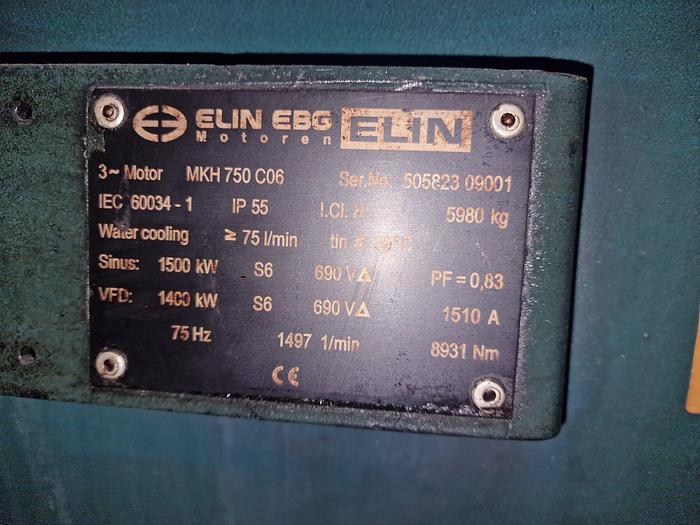 ELIN EBG ELIN
Motoren
3~ Motor MKH 750 C06 Ser.No. 505823 09001
IEC 60034 - 1 IP 55 I.Cl. 5980 kg
Water cooling ≥ 75 l/min tin ≤
Sinus: 1500 kW S6 690 V∆ PF = 0,83
VFD: 1400 kW S6 690 V∆ 1510 A
75 Hz 1497 1/min 8931 Nm
CE